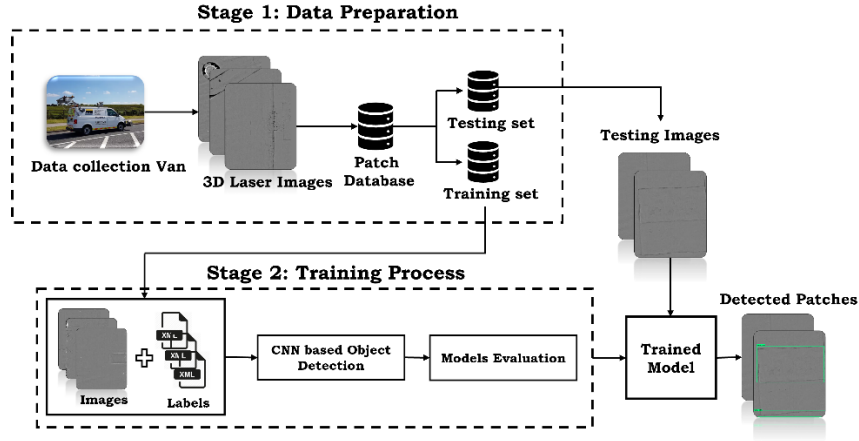 Stage 1: Data Preparation
Data collection Van
3D Laser Images
Patch
Database
Testing set
Training set
Testing Images
Stage 2: Training Process
XML
XML
XML
Images
Labels
CNN based Object
Detection
Models Evaluation
Trained
Model
Detected Patches